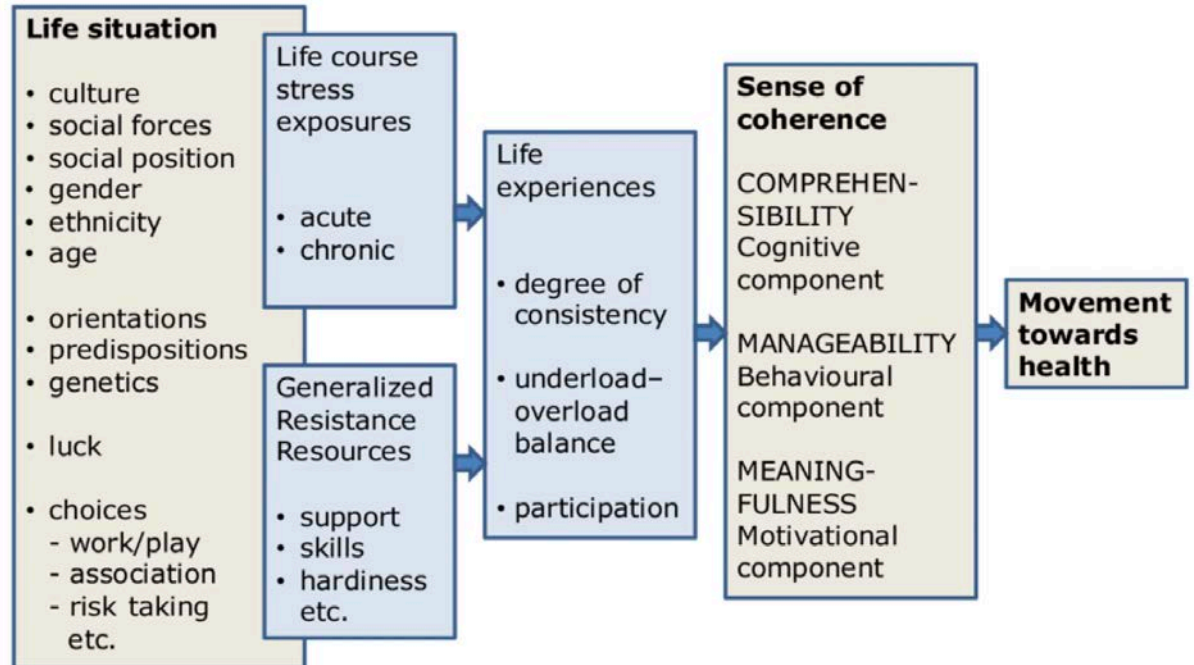 Life situation
• culture
• social forces
• social position
• gender
• ethnicity
• age
• orientations
• predispositions
• genetics
• luck
• choices
- work/play
- association
- risk taking
etc.
Life course
stress
exposures
• acute
• chronic
Generalized
Resistance
Resources
• support
• skills
• hardiness
etc.
Life
experiences
• degree of
consistency
• underload–
overload
balance
• participation
Sense of
coherence
COMPREHEN-
SIBILITY
Cognitive
component
MANAGEABILITY
Behavioural
component
MEANING-
FULNESS
Motivational
component
Movement
towards
health